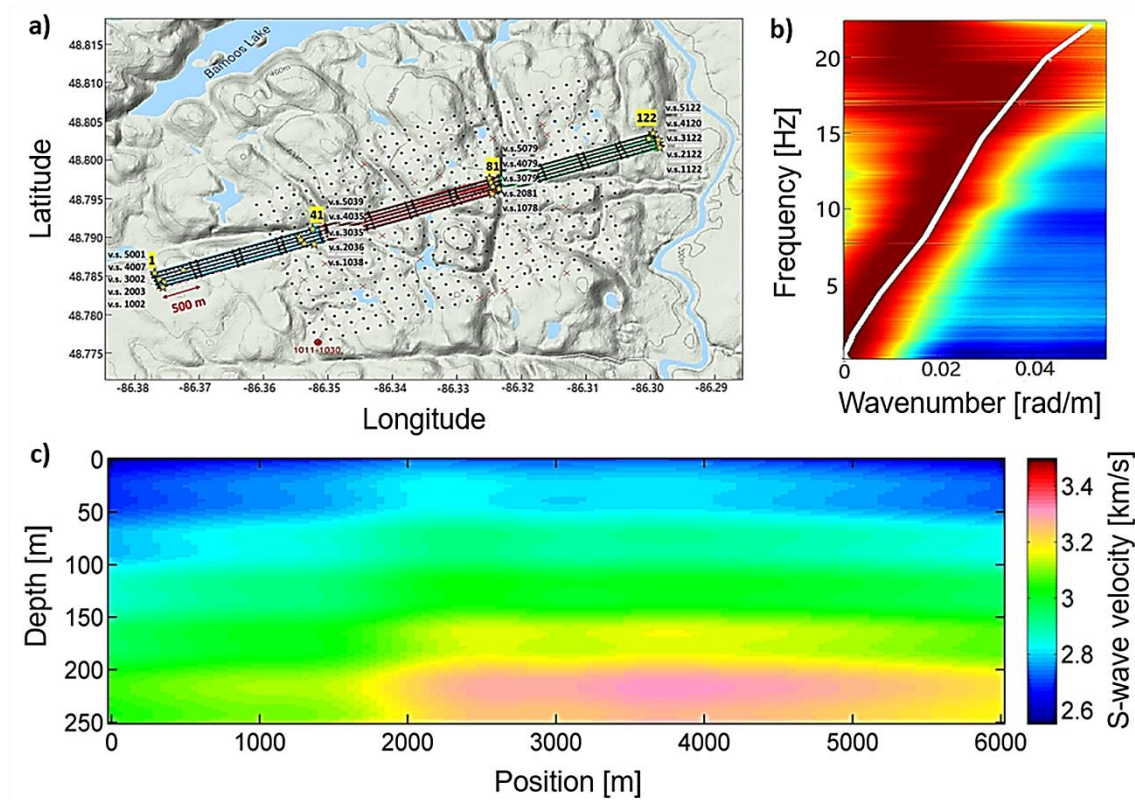 a)
48.815
48.810
48.805
48.800
48.795
48.790
48.785
48.780
48.775
Latitude
Bamoos Lake
122
v.s.5122
v.s.4120
v.s.3122
v.s.2122
v.s.1122
81
v.s.5079
v.s.4079
v.s.3079
v.s.2081
v.s.1078
41
v.s.5039
v.s.4035
v.s.3035
v.s.2036
v.s.1038
1
v.s. 5001
v.s. 4007
v.s. 3002
v.s. 2003
v.s. 1002
500 m
1011-1030
-86.38 -86.37 -86.36 -86.35 -86.34 -86.33 -86.32 -86.31 -86.30 -86.29
Longitude
b)
20
15
10
5
Frequency [Hz]
0 0.02 0.04
Wavenumber [rad/m]
c)
0
50
100
150
200
250
Depth [m]
0 1000 2000 3000 4000 5000 6000
Position [m]
3.4
3.2
3
2.8
2.6
S-wave velocity [km/s]